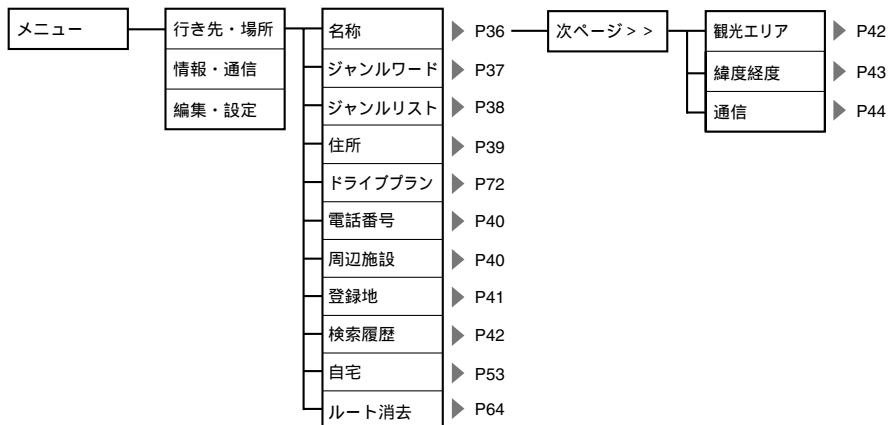 メニュー
行き先・場所
情報・通信
編集・設定
名称 P36
ジャンルワード P37
ジャンルリスト P38
住所 P39
ドライブプラン P72
電話番号 P40
周辺施設 P40
登録地 P41
検索履歴 P42
自宅 P53
ルート消去 P64
次ページ>>
観光エリア P42
緯度経度 P43
通信 P44